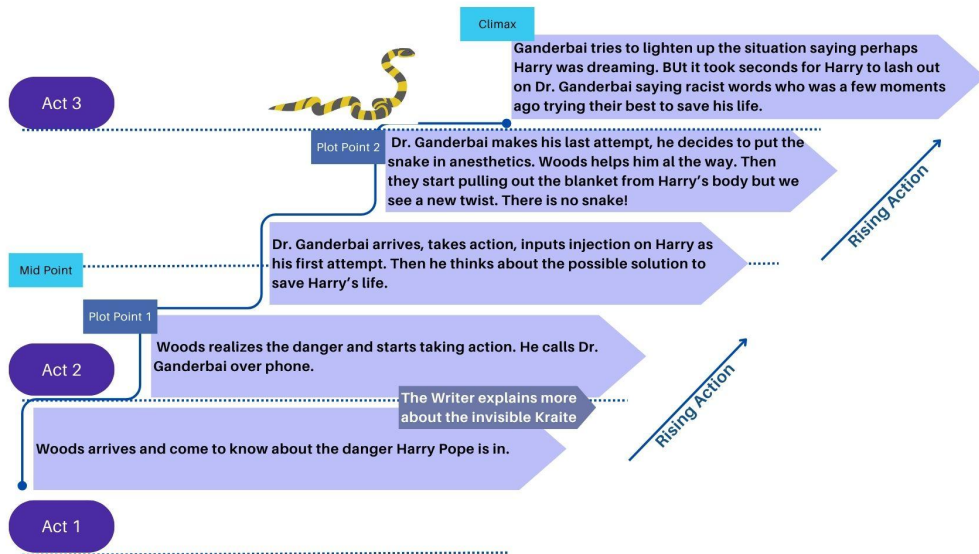 Climax
Ganderbai tries to lighten up the situation saying perhaps
Harry was dreaming. BUt it took seconds for Harry to lash out
on Dr. Ganderbai saying racist words who was a few moments
ago trying their best to save his life.
Act 3
Plot Point 2
Dr. Ganderbai makes his last attempt, he decides to put the
snake in anesthetics. Woods helps him al the way. Then
they start pulling out the blanket from Harry's body but we
see a new twist. There is no snake!
Rising Action
Dr. Ganderbai arrives, takes action, inputs injection on Harry as
his first attempt. Then he thinks about the possible solution to
save Harry's life.
Mid Point
Plot Point 1
Woods realizes the danger and starts taking action. He calls Dr.
Ganderbai over phone.
Act 2
Rising Action
The Writer explains more
about the invisible Kraite
Woods arrives and come to know about the danger Harry Pope is in.
Act 1